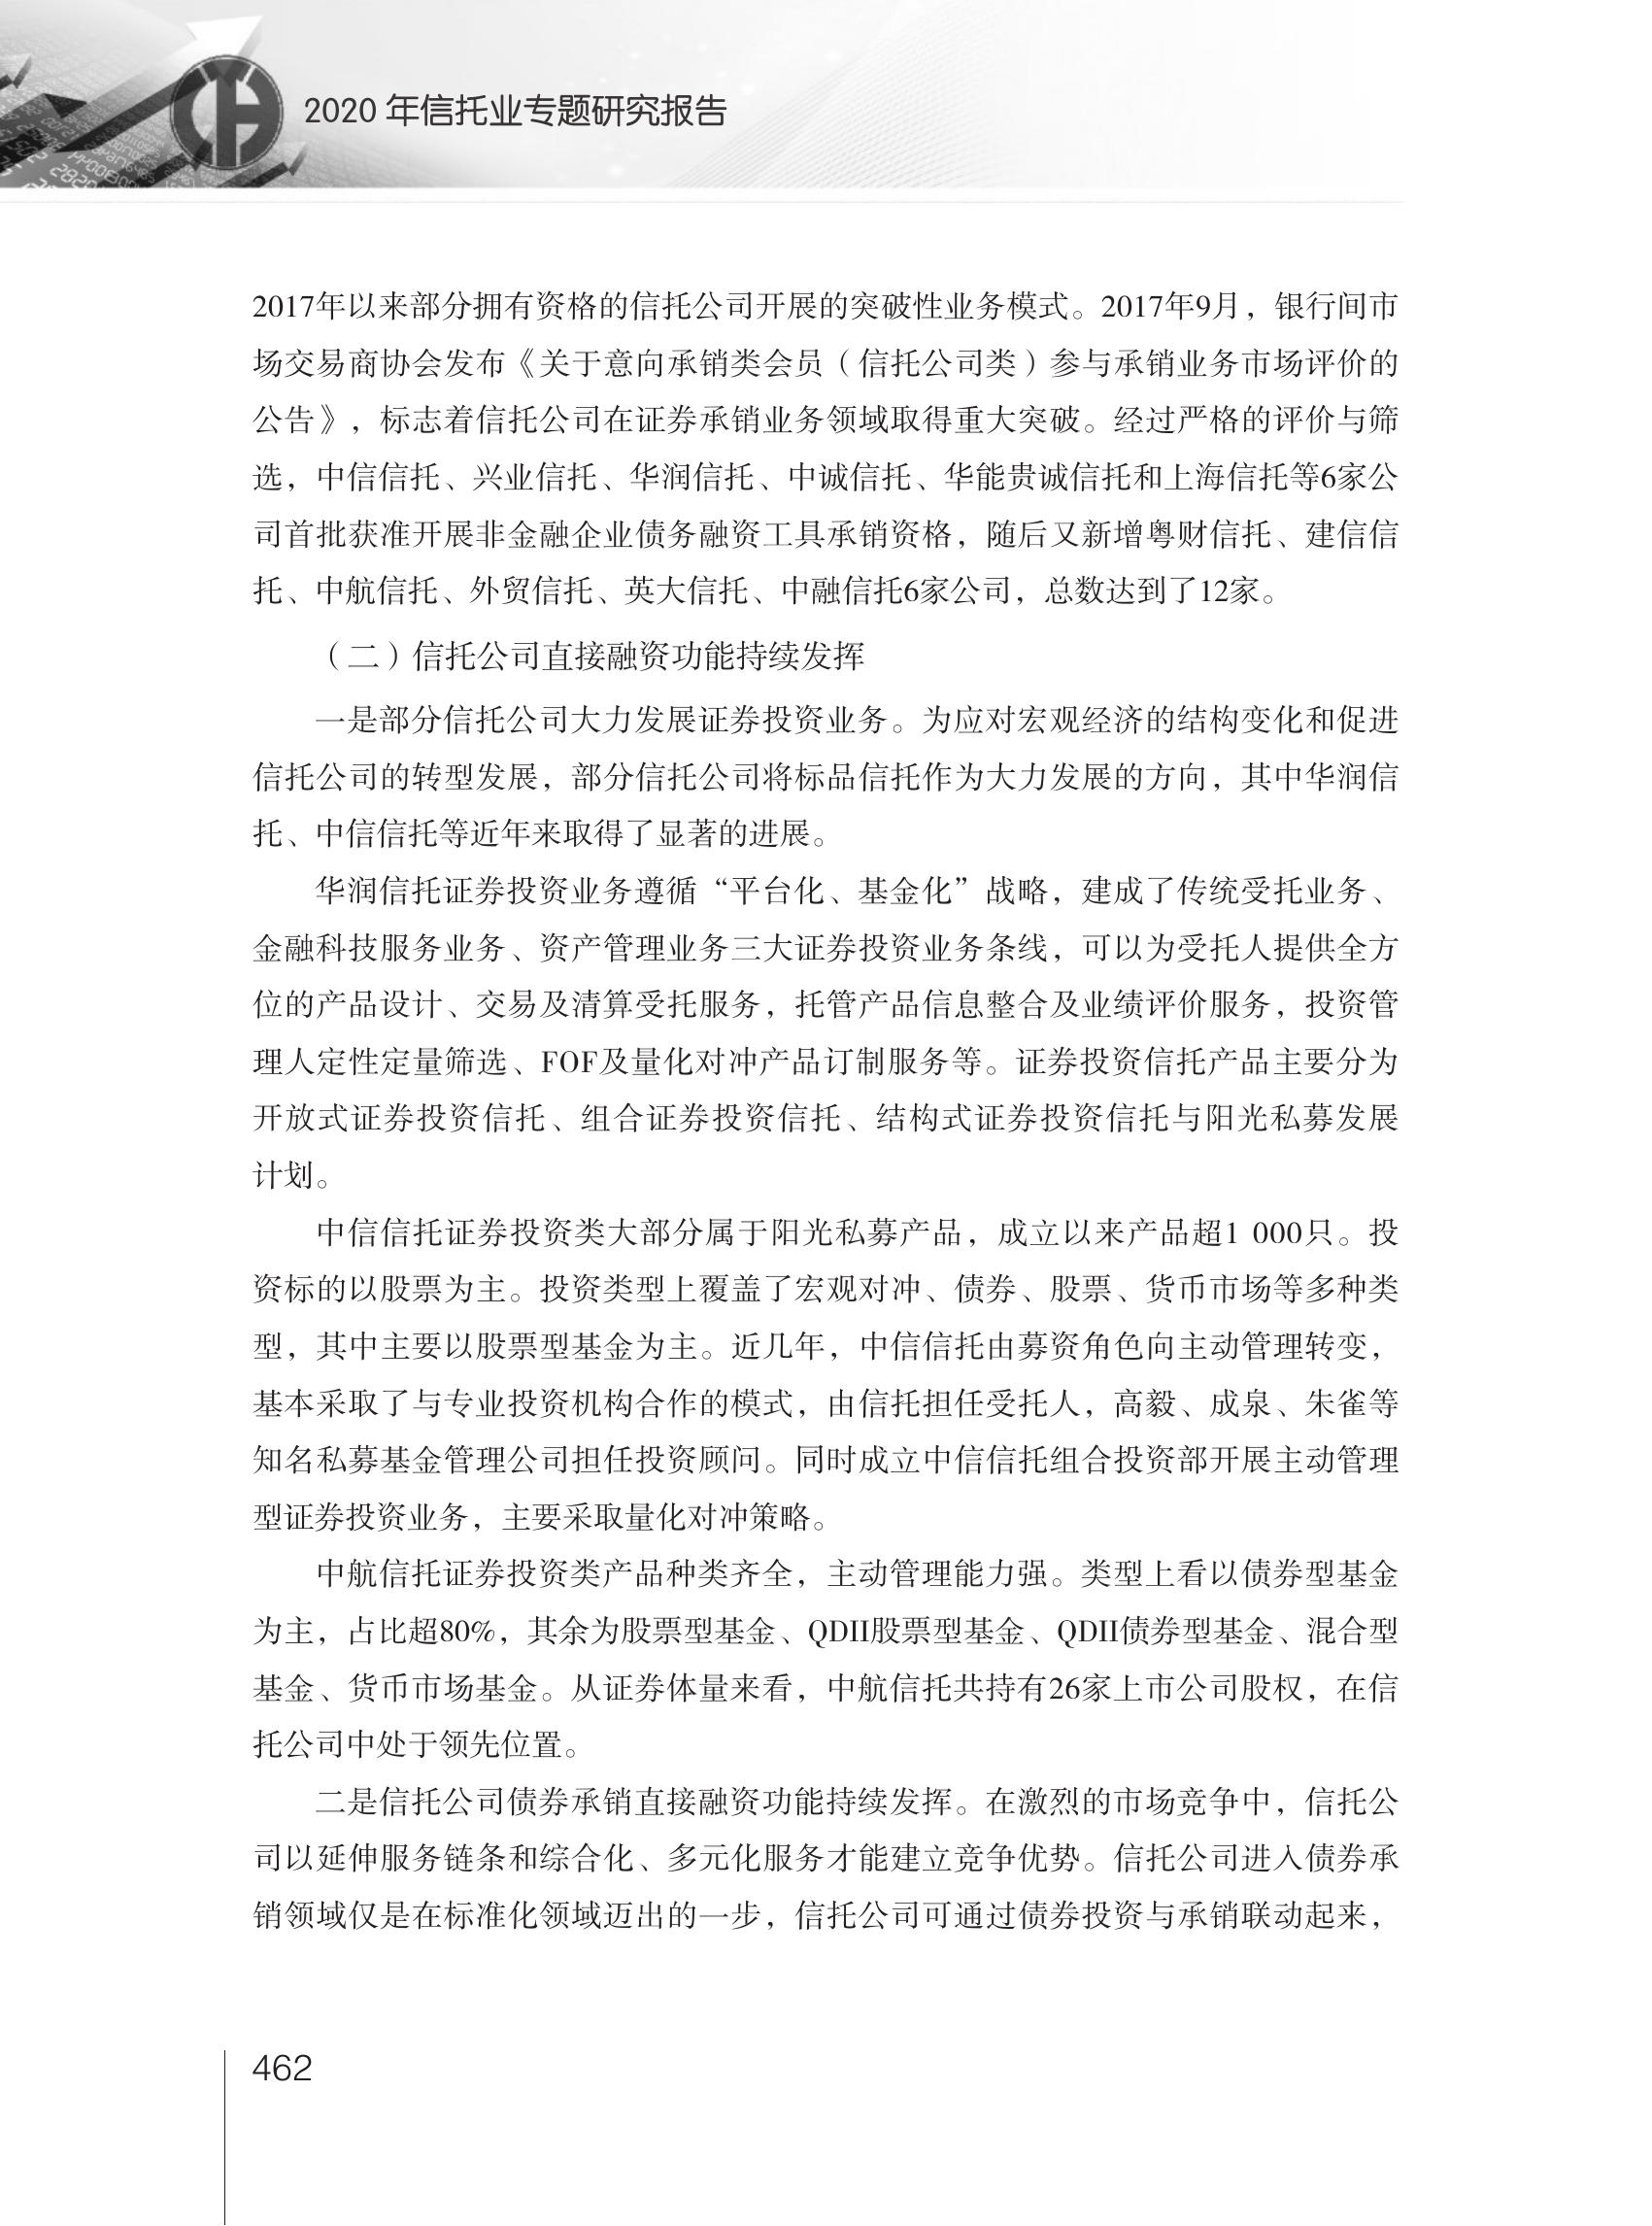 2020 年信托业专题研究报告
2017年以来部分拥有资格的信托公司开展的突破性业务模式。2017年9月，银行间市
场交易商协会发布《关于意向承销类会员（信托公司类）参与承销业务市场评价的
公告》，标志着信托公司在证券承销业务领域取得重大突破。经过严格的评价与筛
选，中信信托、兴业信托、华润信托、中诚信托、华能贵诚信托和上海信托等6家公
司首批获准开展非金融企业债务融资工具承销资格，随后又新增粤财信托、建信信
托、中航信托、外贸信托、英大信托、中融信托6家公司，总数达到了12家。
（二）信托公司直接融资功能持续发挥
一是部分信托公司大力发展证券投资业务。为应对宏观经济的结构变化和促进
信托公司的转型发展，部分信托公司将标品信托作为大力发展的方向，其中华润信
托、中信信托等近年来取得了显著的进展。
华润信托证券投资业务遵循“平台化、基金化”战略，建成了传统受托业务、
金融科技服务业务、资产管理业务三大证券投资业务条线，可以为受托人提供全方
位的产品设计、交易及清算受托服务，托管产品信息整合及业绩评价服务，投资管
理人定性定量筛选、FOF及量化对冲产品订制服务等。证券投资信托产品主要分为
开放式证券投资信托、组合证券投资信托、结构式证券投资信托与阳光私募发展
计划。
中信信托证券投资类大部分属于阳光私募产品，成立以来产品超1 000只。投
资标的以股票为主。投资类型上覆盖了宏观对冲、债券、股票、货币市场等多种类
型，其中主要以股票型基金为主。近几年，中信信托由募资角色向主动管理转变，
基本采取了与专业投资机构合作的模式，由信托担任受托人，高毅、成泉、朱雀等
知名私募基金管理公司担任投资顾问。同时成立中信信托组合投资部开展主动管理
型证券投资业务，主要采取量化对冲策略。
中航信托证券投资类产品种类齐全，主动管理能力强。类型上看以债券型基金
为主，占比超80%，其余为股票型基金、QDII股票型基金、QDII债券型基金、混合型
基金、货币市场基金。从证券体量来看，中航信托共持有26家上市公司股权，在信
托公司中处于领先位置。
二是信托公司债券承销直接融资功能持续发挥。在激烈的市场竞争中，信托公
司以延伸服务链条和综合化、多元化服务才能建立竞争优势。信托公司进入债券承
销领域仅是在标准化领域迈出的一步，信托公司可通过债券投资与承销联动起来，
462